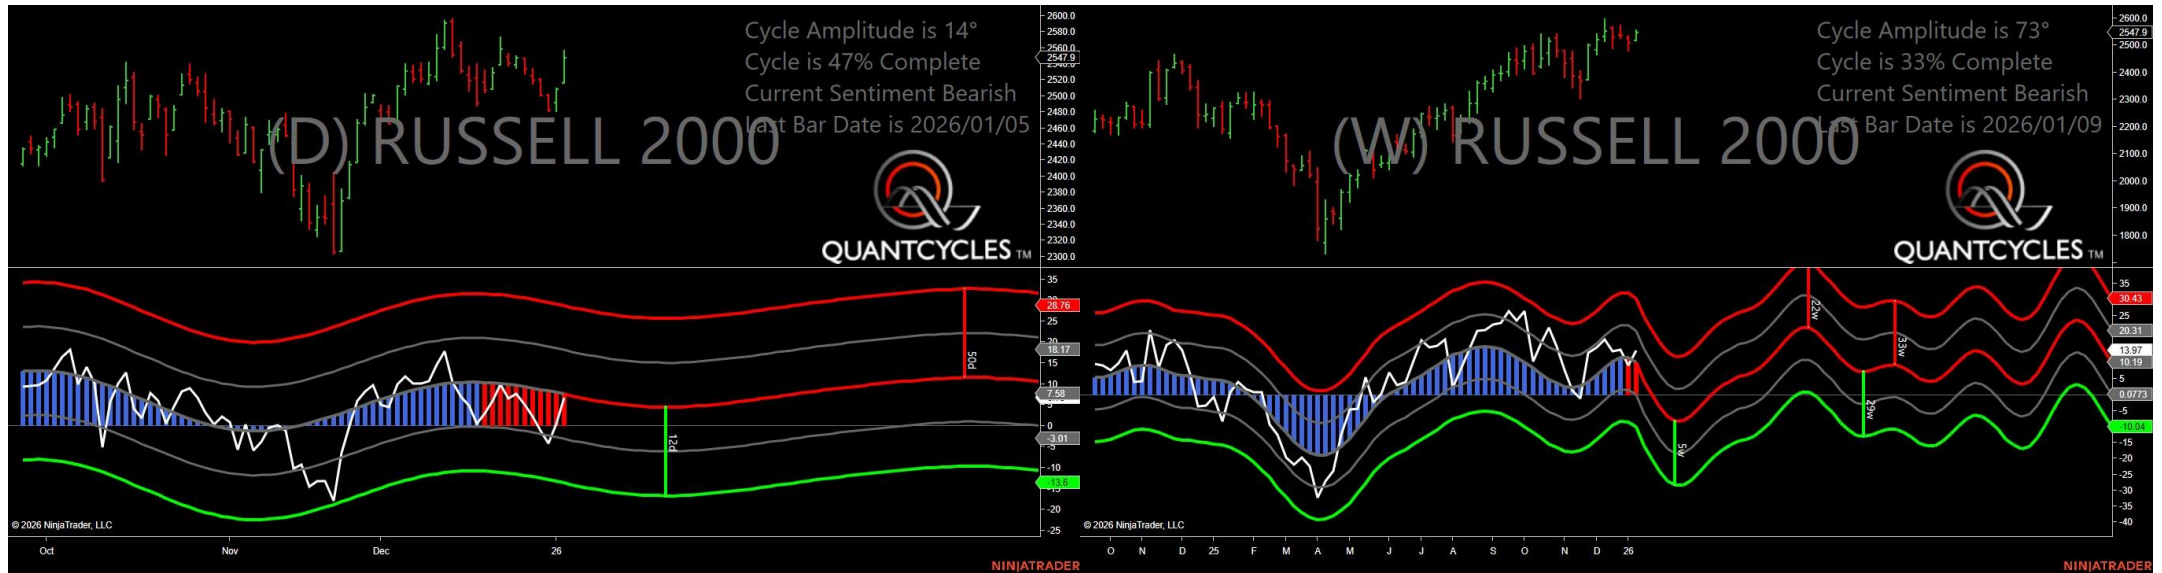 Cycle Amplitude is 14°
Cycle is 47% Complete
Current Sentiment Bearish
Last Bar Date is 2026/01/05
(D) RUSSELL 2000
QUANTCYCLES TM
2600.0
2580.0
2560.0
2547.9
2540.0
2520.0
2500.0
2480.0
2460.0
2440.0
2420.0
2400.0
2380.0
2360.0
2340.0
2320.0
2300.0
35
28.76
25
20
18.17
15
10
7.58
5
0
-3.01
-5
-10
-13.6
-20
-25
50d
12d
© 2026 NinjaTrader, LLC
Oct Nov Dec 26
NINJATRADER
Cycle Amplitude is 73°
Cycle is 33% Complete
Current Sentiment Bearish
Last Bar Date is 2026/01/09
(W) RUSSELL 2000
QUANTCYCLES TM
2600.0
2547.9
2500.0
2400.0
2300.0
2200.0
2100.0
2000.0
1900.0
1800.0
35
30.43
25
20.31
13.97
10.19
5
0.0773
-5
-10.04
-15
-20
-25
-30
-35
-40
22w
33w
29w
5w
© 2026 NinjaTrader, LLC
O N D 25 F M A M J J A S O N D 26
NINJATRADER